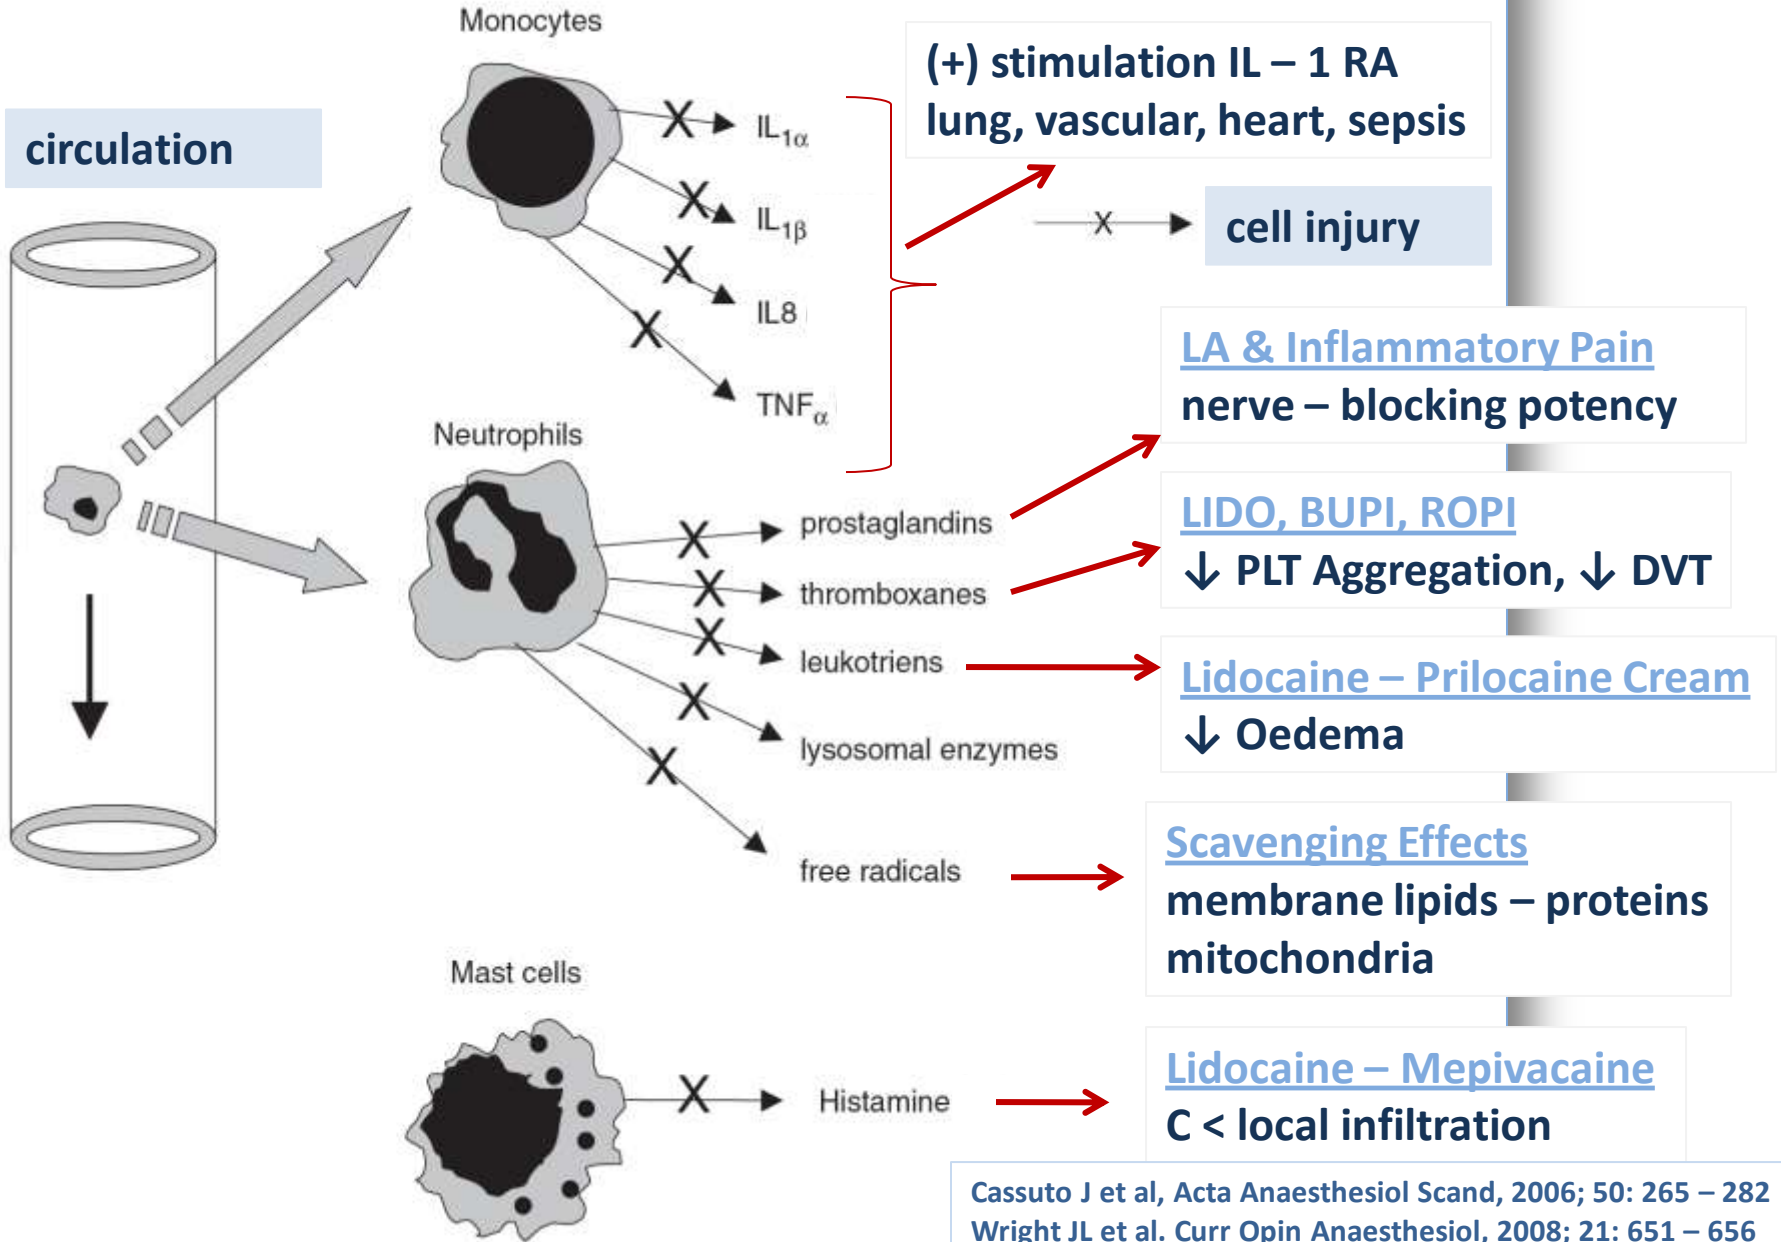 Monocytes
(+) stimulation IL – 1 RA
lung, vascular, heart, sepsis
circulation
IL1α
IL1β
IL8
TNFα
X
X
X
X
X
cell injury
LA & Inflammatory Pain
nerve – blocking potency
Neutrophils
prostaglandins
thromboxanes
leukotriens
lysosomal enzymes
free radicals
X
X
X
X
X
LIDO, BUPI, ROPI
↓ PLT Aggregation, ↓ DVT
Lidocaine – Prilocaine Cream
↓ Oedema
Scavenging Effects
membrane lipids – proteins
mitochondria
Mast cells
X
Histamine
Lidocaine – Mepivacaine
C < local infiltration
Cassuto J et al, Acta Anaesthesiol Scand, 2006; 50: 265 – 282
Wright JL et al. Curr Opin Anaesthesiol, 2008; 21: 651 – 656